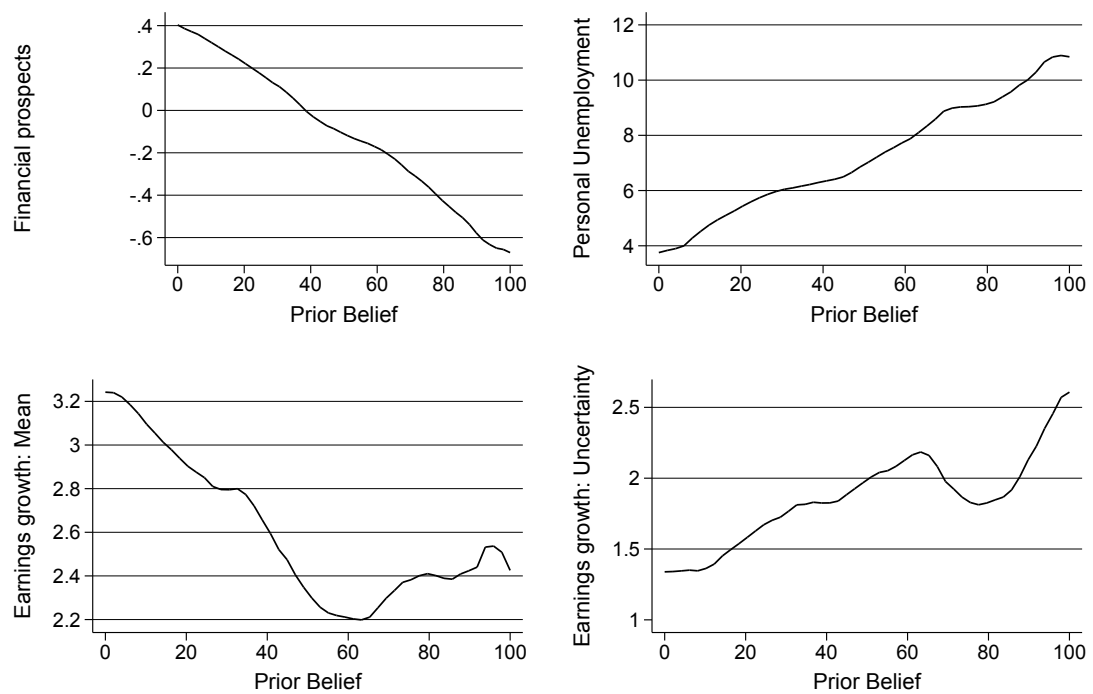 Financial prospects
.4
.2
0
-.2
-.4
-.6
0 20 40 60 80 100
Prior Belief
Personal Unemployment
12
10
8
6
4
0 20 40 60 80 100
Prior Belief
Earnings growth: Mean
3.2
3
2.8
2.6
2.4
2.2
0 20 40 60 80 100
Prior Belief
Earnings growth: Uncertainty
2.5
2
1.5
1
0 20 40 60 80 100
Prior Belief